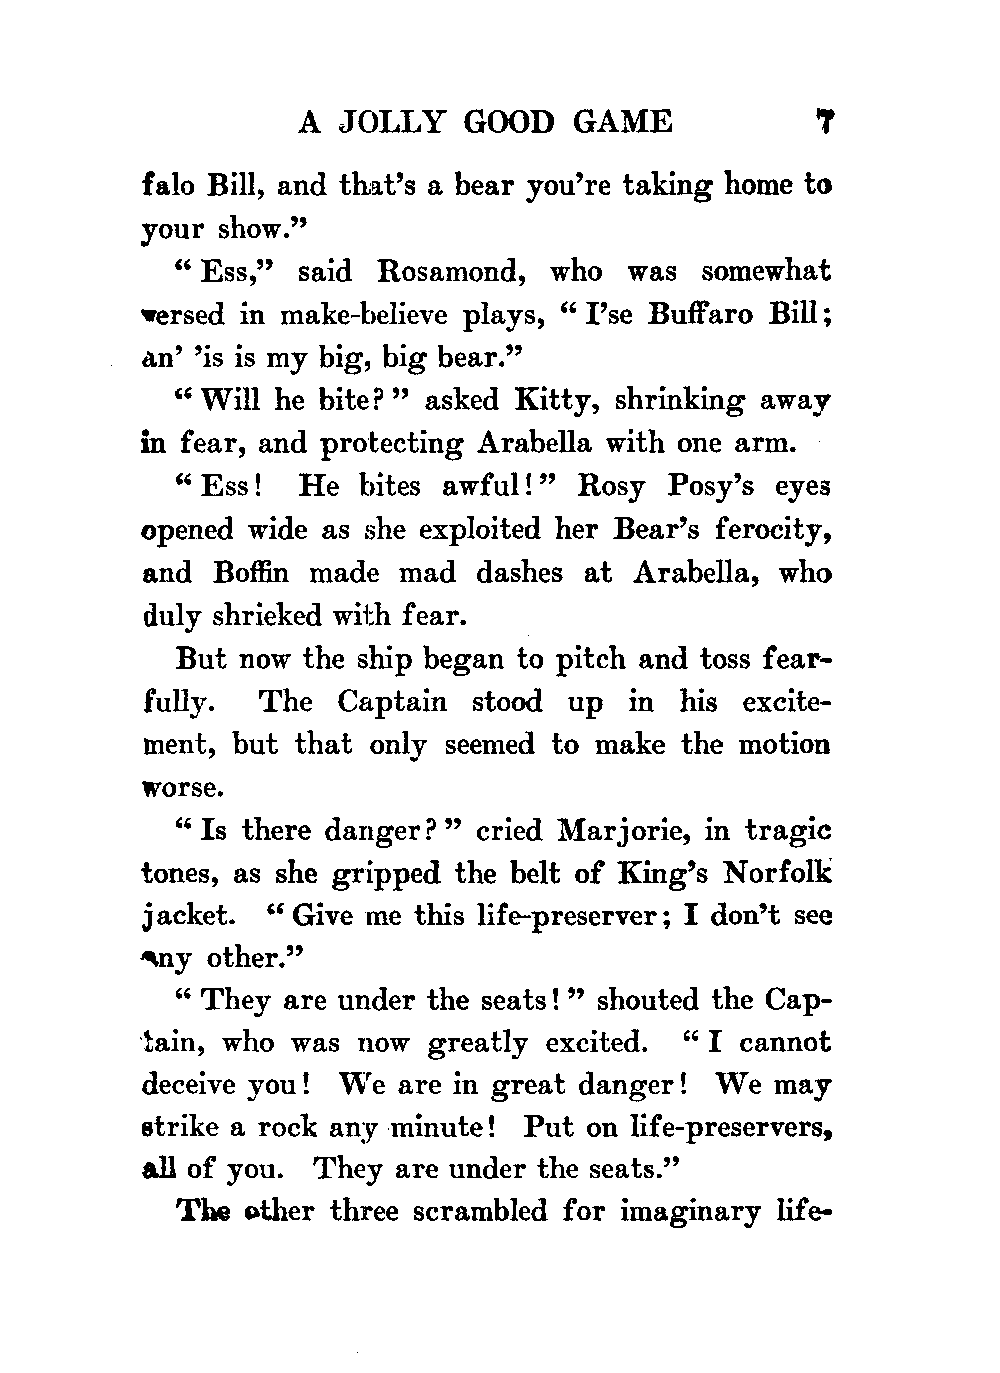 A JOLLY GOOD GAME 7
falo Bill, and that's a bear you're taking home to
your show."
"Ess," said Rosamond, who was somewhat
versed in make-believe plays, "I'se Buffaro Bill;
an' 'is is my big, big bear."
"Will he bite?" asked Kitty, shrinking away
in fear, and protecting Arabella with one arm.
"Ess! He bites awful!" Rosy Posy's eyes
opened wide as she exploited her Bear's ferocity,
and Boffin made mad dashes at Arabella, who
duly shrieked with fear.
But now the ship began to pitch and toss fear-
fully. The Captain stood up in his excite-
ment, but that only seemed to make the motion
worse.
"Is there danger?" cried Marjorie, in tragic
tones, as she gripped the belt of King's Norfolk
jacket. "Give me this life-preserver; I don't see
any other."
"They are under the seats!" shouted the Cap-
tain, who was now greatly excited. "I cannot
deceive you! We are in great danger! We may
strike a rock any minute! Put on life-preservers,
all of you. They are under the seats."
The other three scrambled for imaginary life-